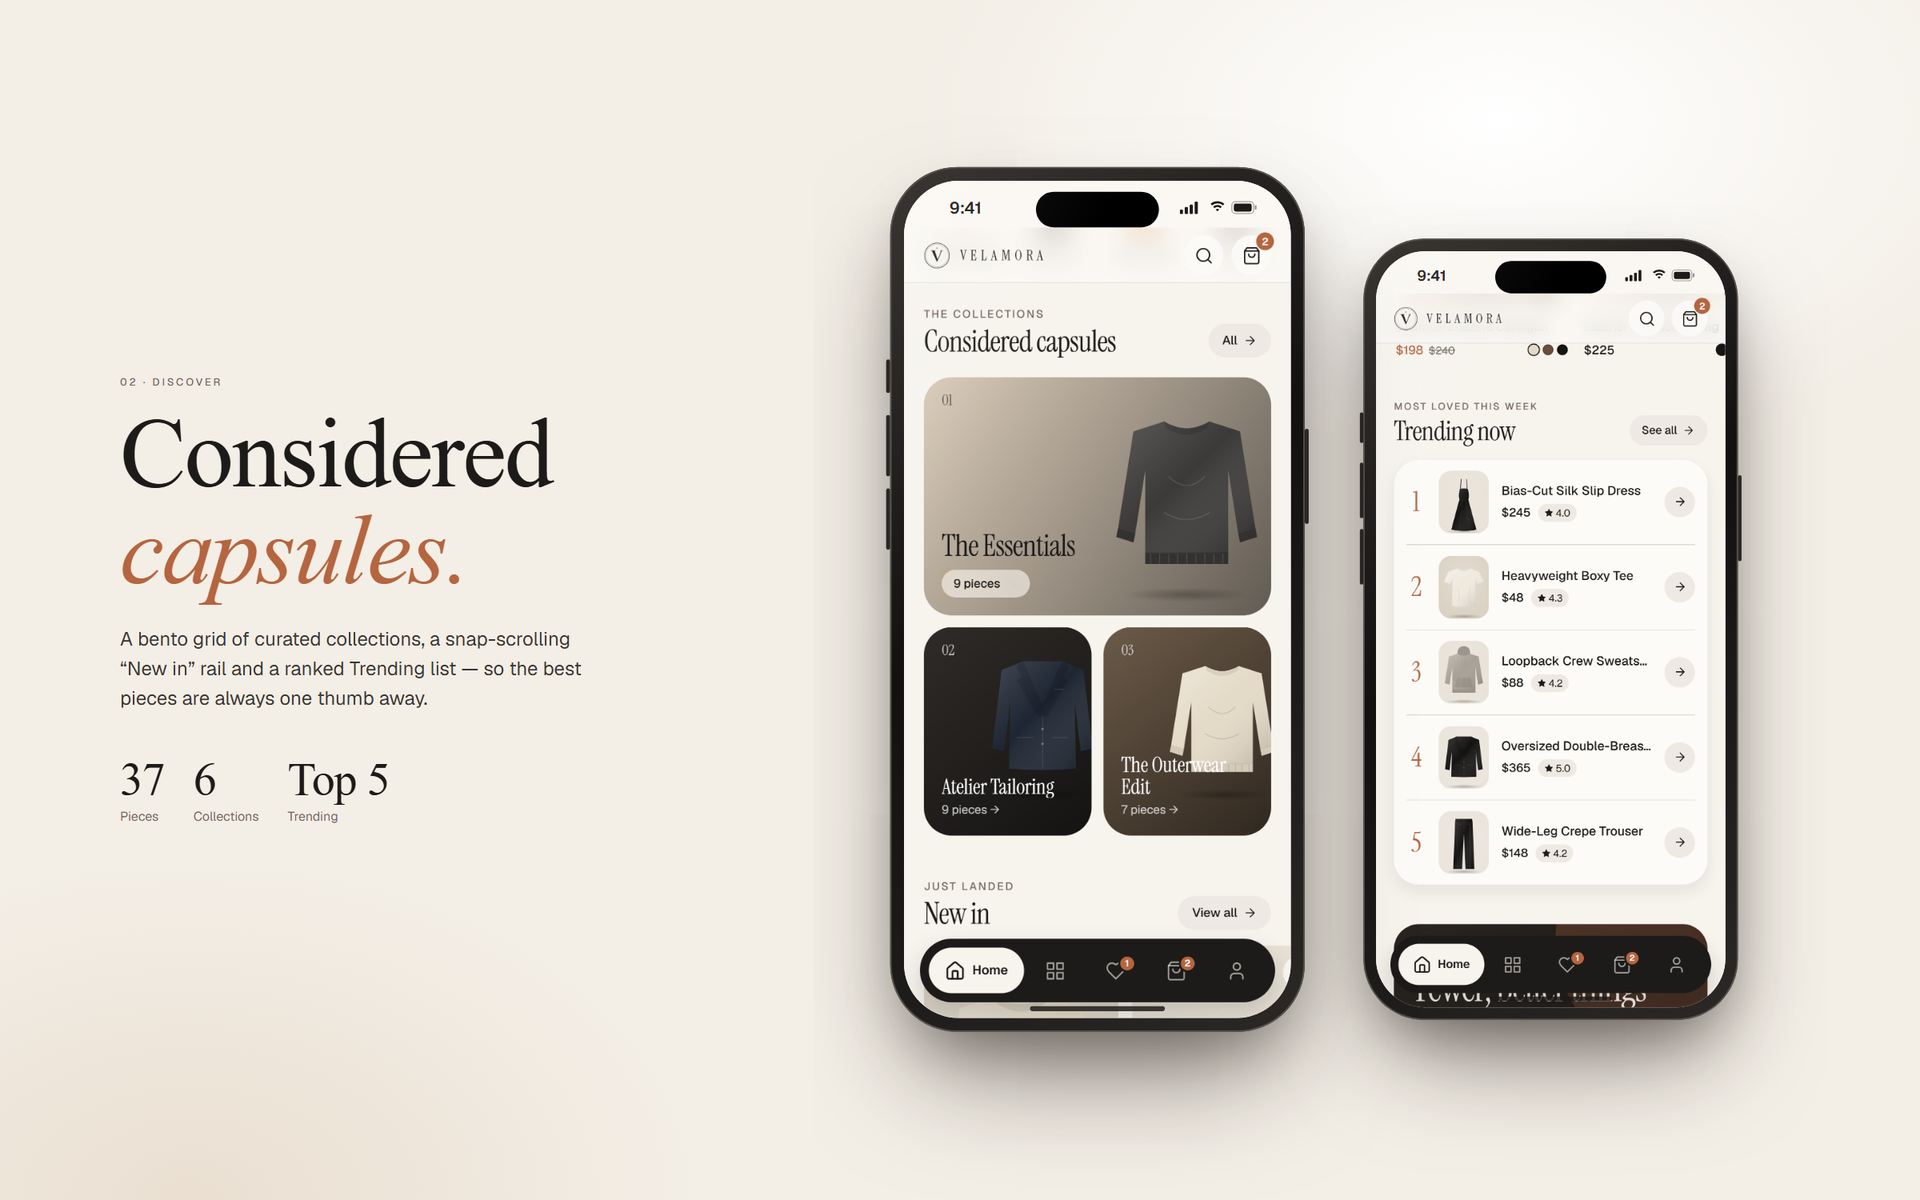 02 · DISCOVER
Considered
capsules.
A bento grid of curated collections, a snap-scrolling
“New in” rail and a ranked Trending list — so the best
pieces are always one thumb away.
37 6 Top 5
Pieces Collections Trending
9:41
V VELAMORA 2
THE COLLECTIONS
Considered capsules All →
01
The Essentials
9 pieces
02
Atelier Tailoring
9 pieces →
03
The Outerwear
Edit
7 pieces →
JUST LANDED
New in View all →
Home 1 2
9:41
V VELAMORA 2
$198 $240 $225
MOST LOVED THIS WEEK
Trending now See all →
1 Bias-Cut Silk Slip Dress
$245 ★ 4.0
2 Heavyweight Boxy Tee
$48 ★ 4.3
3 Loopback Crew Sweats...
$88 ★ 4.2
4 Oversized Double-Breas...
$365 ★ 5.0
5 Wide-Leg Crepe Trouser
$148 ★ 4.2
Home 1 2
fewer, better things